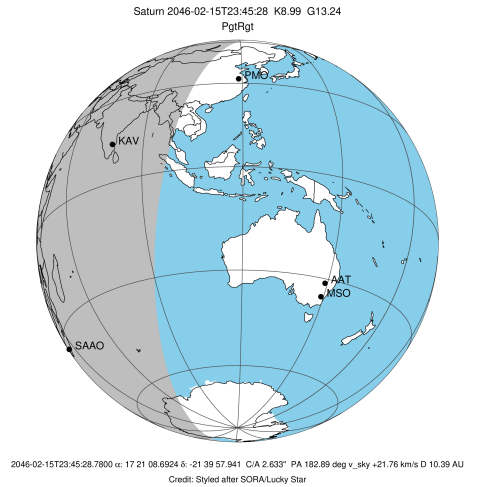 Saturn 2046-02-15T23:45:28 K8.99 G13.24
PgtRgt
PMO
KAV
AAT
MSO
SAAO
2046-02-15T23:45:28.7800 α: 17 21 08.6924 δ: -21 39 57.941 C/A 2.633" PA 182.89 deg v_sky +21.76 km/s D 10.39 AU
Credit: Styled after SORA/Lucky Star